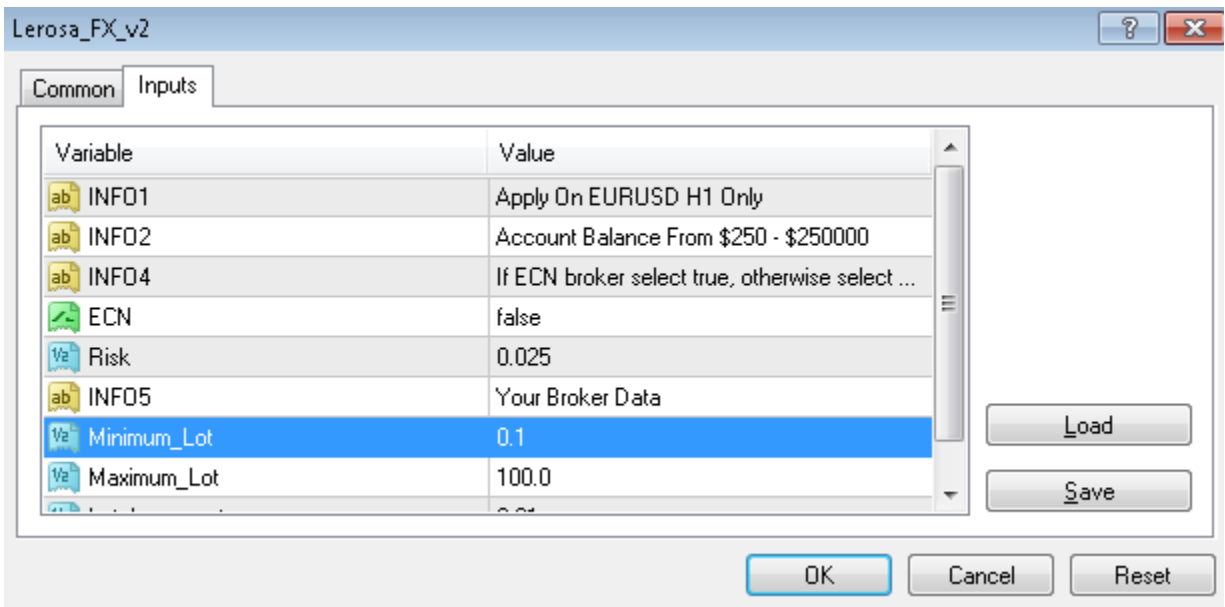 Lerosa_FX_v2
Common Inputs
Variable Value
INFO1 Apply On EURUSD H1 Only
INFO2 Account Balance From $250 - $250000
INFO4 If ECN broker select true, otherwise select ...
ECN false
Risk 0.025
INFO5 Your Broker Data
Minimum_Lot 0.1
Maximum_Lot 100.0
Load
Save
OK Cancel Reset